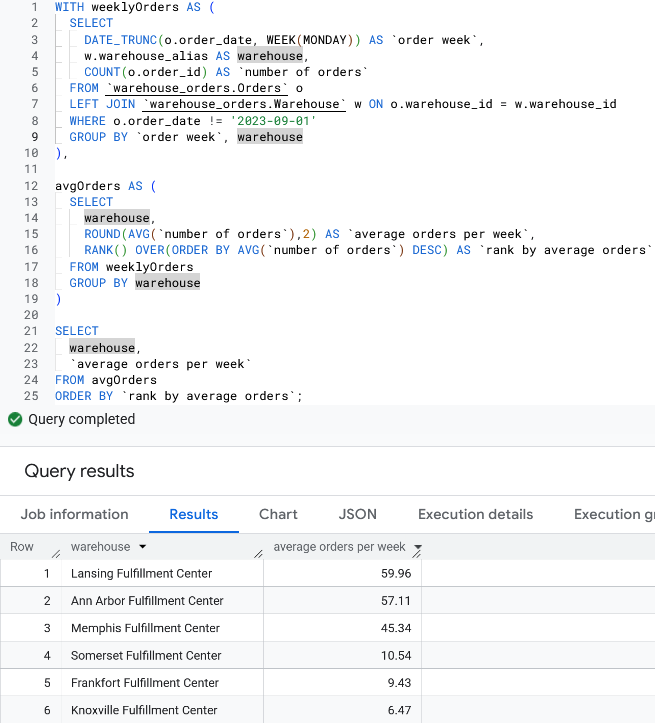 1 WITH weeklyOrders AS (
2 SELECT
3 DATE_TRUNC(o.order_date, WEEK(MONDAY)) AS `order week`,
4 w.warehouse_alias AS warehouse,
5 COUNT(o.order_id) AS `number of orders`
6 FROM `warehouse_orders.Orders` o
7 LEFT JOIN `warehouse_orders.Warehouse` w ON o.warehouse_id = w.warehouse_id
8 WHERE o.order_date != '2023-09-01'
9 GROUP BY `order week`, warehouse
10 ),
11
12 avgOrders AS (
13 SELECT
14 warehouse,
15 ROUND(AVG(`number of orders`),2) AS `average orders per week`,
16 RANK() OVER(ORDER BY AVG(`number of orders`) DESC) AS `rank by average orders`
17 FROM weeklyOrders
18 GROUP BY warehouse
19 )
20
21 SELECT
22 warehouse,
23 `average orders per week`
24 FROM avgOrders
25 ORDER BY `rank by average orders`;
Query completed
Query results
Job information Results Chart JSON Execution details Execution gr
Row warehouse average orders per week
1 Lansing Fulfillment Center 59.96
2 Ann Arbor Fulfillment Center 57.11
3 Memphis Fulfillment Center 45.34
4 Somerset Fulfillment Center 10.54
5 Frankfort Fulfillment Center 9.43
6 Knoxville Fulfillment Center 6.47